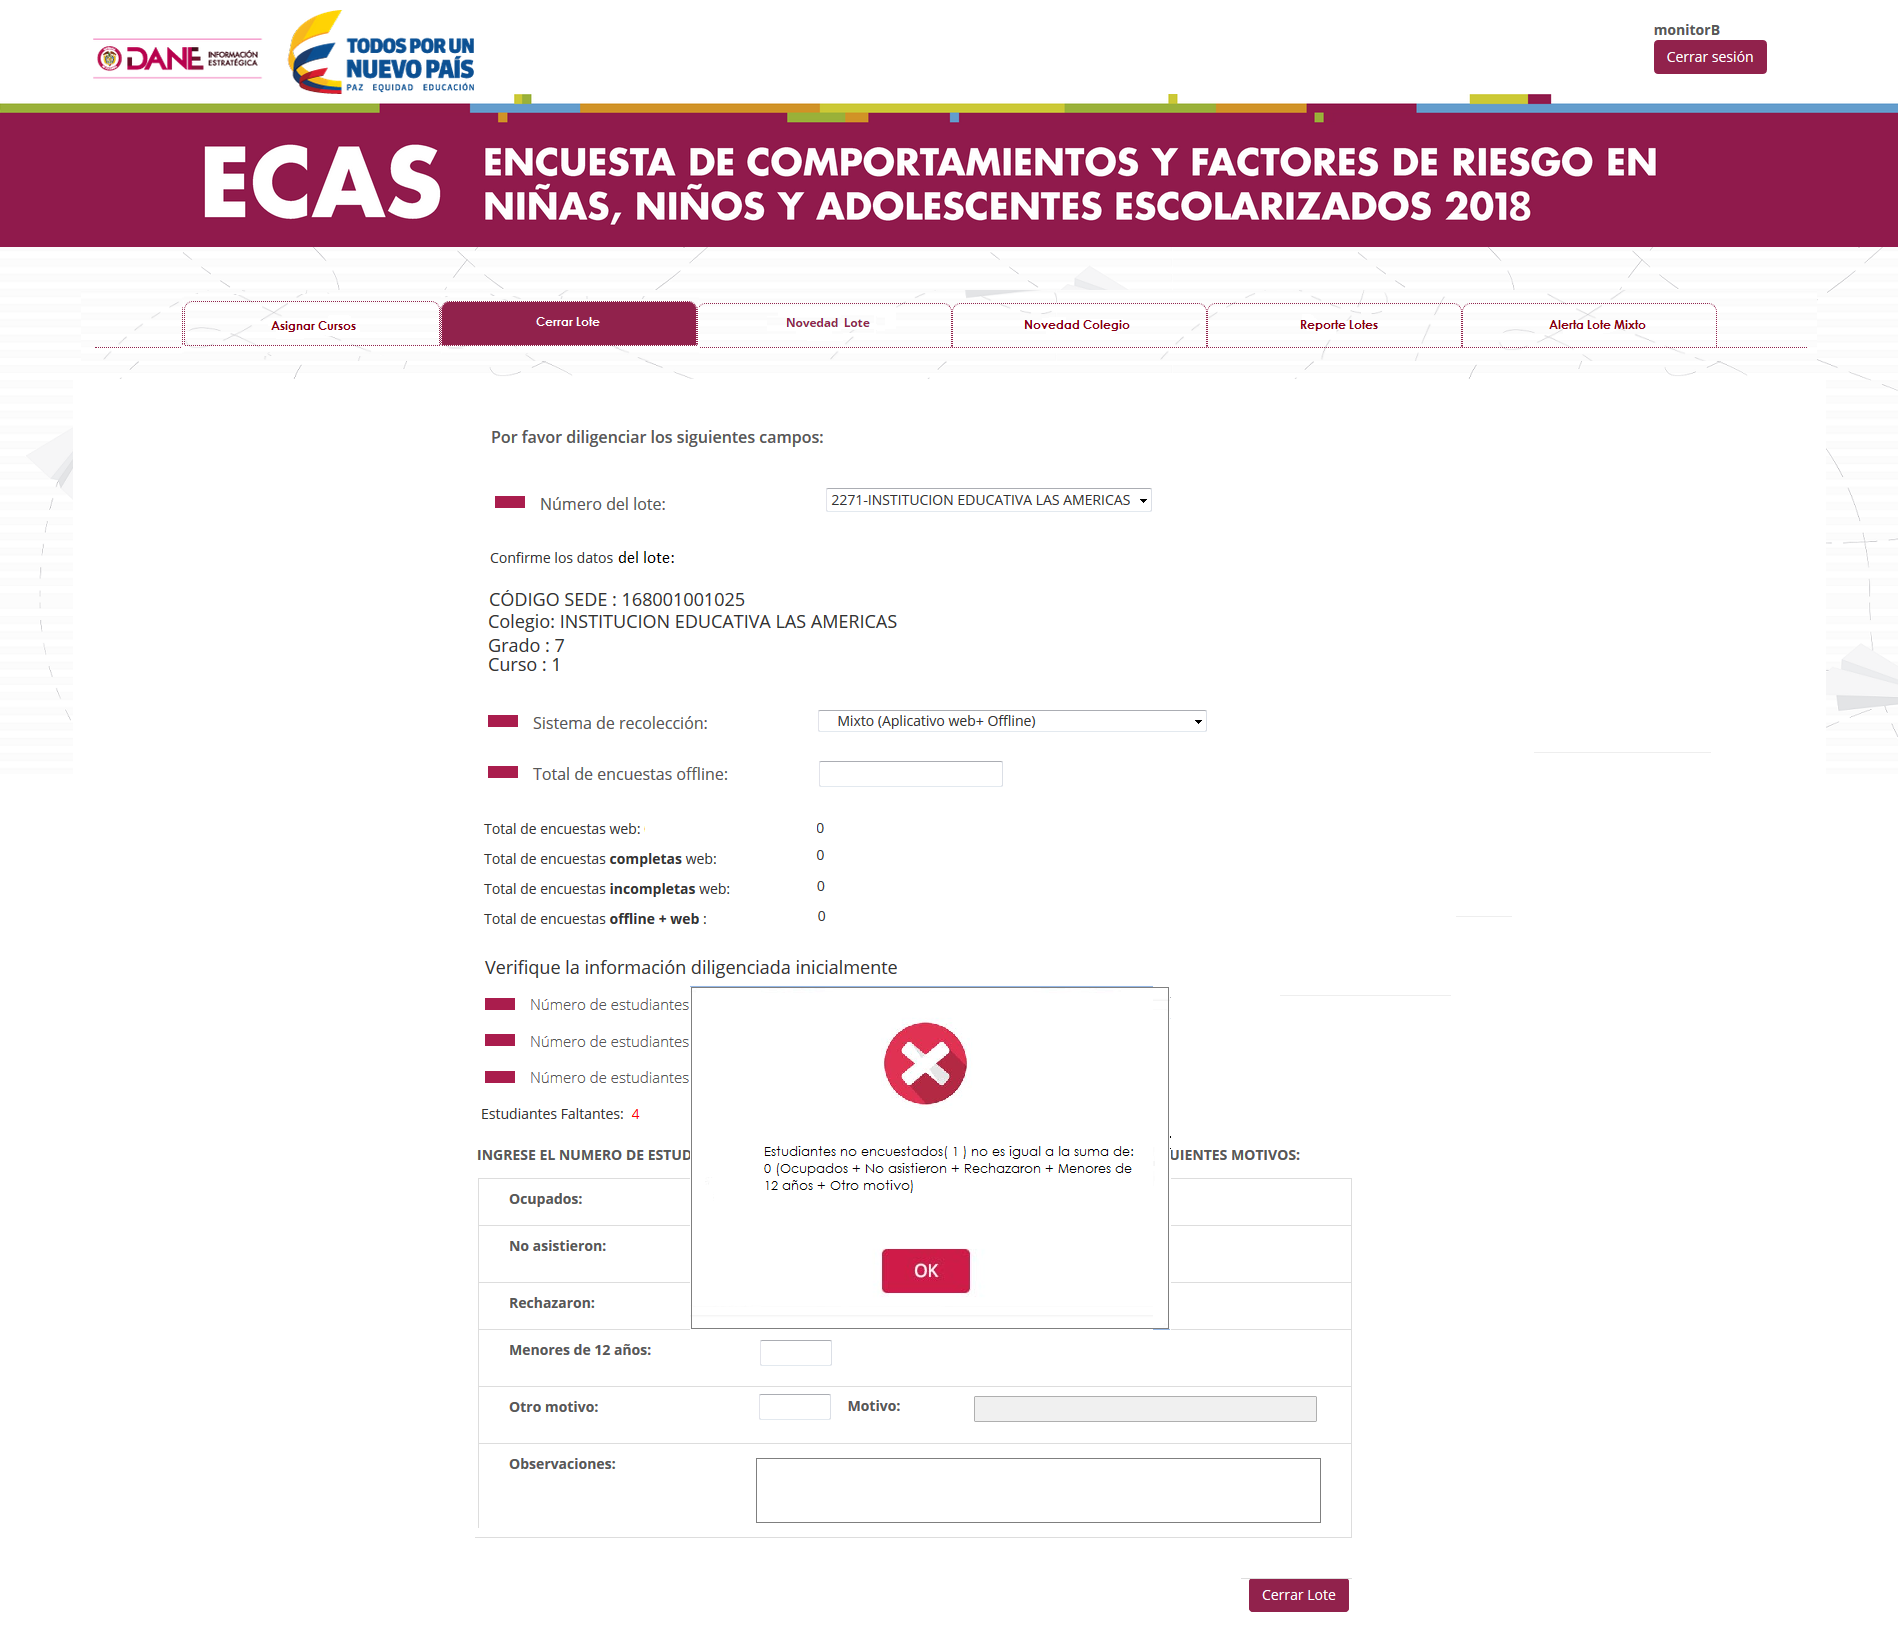 DANE INFORMACIÓN ESTRATÉGICA
TODOS POR UN
NUEVO PAÍS
PAZ EQUIDAD EDUCACIÓN
monitorB
Cerrar sesión
ECAS
ENCUESTA DE COMPORTAMIENTOS Y FACTORES DE RIESGO EN
NIÑAS, NIÑOS Y ADOLESCENTES ESCOLARIZADOS 2018
Asignar Cursos
Cerrar Lote
Novedad Lote
Novedad Colegio
Reporte Lotes
Alerta Lote Mixto
Por favor diligenciar los siguientes campos:
Número del lote: 2271-INSTITUCION EDUCATIVA LAS AMERICAS
Confirme los datos del lote:
CÓDIGO SEDE : 168001001025
Colegio: INSTITUCION EDUCATIVA LAS AMERICAS
Grado : 7
Curso : 1
Sistema de recolección: Mixto (Aplicativo web+ Offline)
Total de encuestas offline:
Total de encuestas web: 0
Total de encuestas completas web: 0
Total de encuestas incompletas web: 0
Total de encuestas offline + web : 0
Verifique la información diligenciada inicialmente
Número de estudiantes
Número de estudiantes
Número de estudiantes
Estudiantes Faltantes: 4
INGRESE EL NUMERO DE ESTUD
UIENTES MOTIVOS:
Estudiantes no encuestados( 1 ) no es igual a la suma de:
0 (Ocupados + No asistieron + Rechazaron + Menores de
12 años + Otro motivo)
OK
Ocupados:
No asistieron:
Rechazaron:
Menores de 12 años:
Otro motivo: Motivo:
Observaciones:
Cerrar Lote